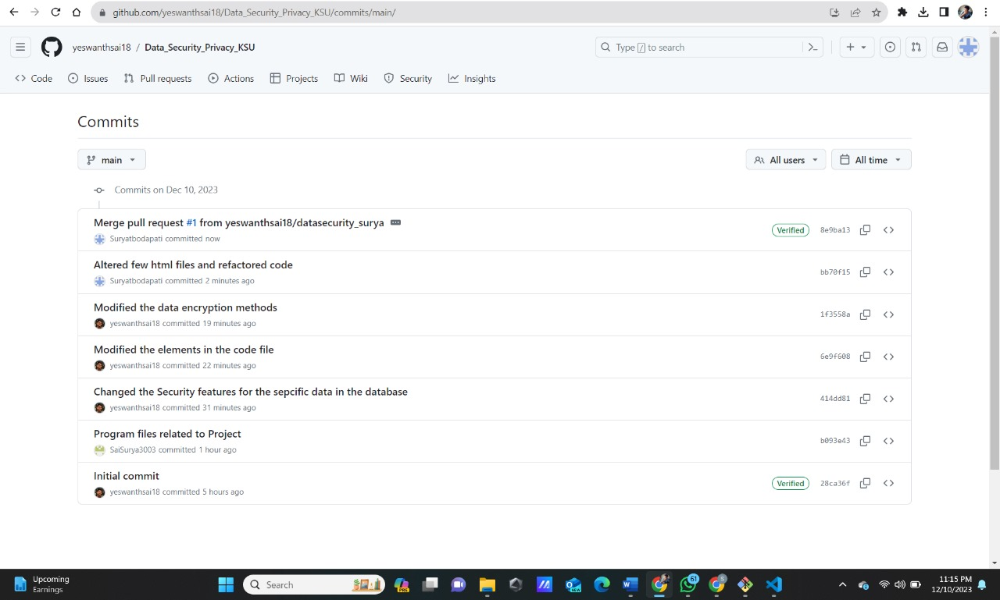 github.com/yeswanthsai18/Data_Security_Privacy_KSU/commits/main/
yeswanthsai18 / Data_Security_Privacy_KSU
Type / to search
Code
Issues
Pull requests
Actions
Projects
Wiki
Security
Insights
Commits
main
All users
All time
Commits on Dec 10, 2023
Merge pull request #1 from yeswanthsai18/datasecurity_surya
Suryatbodapati committed now
Verified
8e9ba13
Altered few html files and refactored code
Suryatbodapati committed 2 minutes ago
bb70f15
Modified the data encryption methods
yeswanthsai18 committed 19 minutes ago
1f3558a
Modified the elements in the code file
yeswanthsai18 committed 22 minutes ago
6e9f608
Changed the Security features for the sepcific data in the database
yeswanthsai18 committed 31 minutes ago
414dd81
Program files related to Project
SaiSurya3003 committed 1 hour ago
b093e43
Initial commit
yeswanthsai18 committed 5 hours ago
Verified
28ca36f
Upcoming
Earnings
Search
PRE
NEW
11:15 PM
12/10/2023